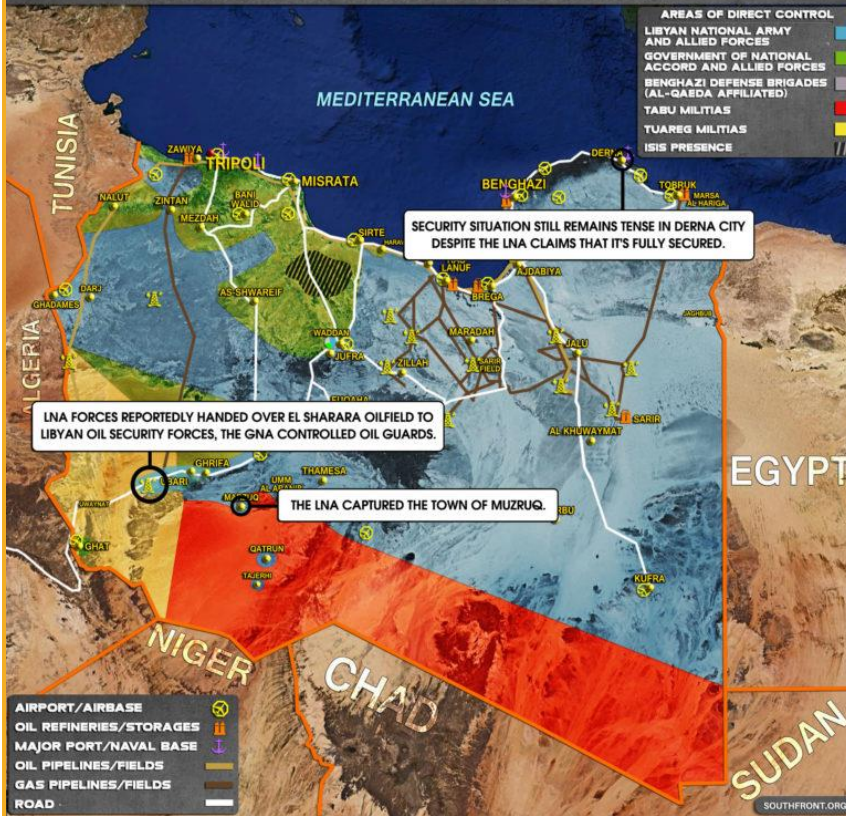 AREAS OF DIRECT CONTROL
LIBYAN NATIONAL ARMY
AND ALLIED FORCES
GOVERNMENT OF NATIONAL
ACCORD AND ALLIED FORCES
BENGHAZI DEFENSE BRIGADES
(AL-QAEDA AFFILIATED)
TABU MILITIAS
TUAREG MILITIAS
ISIS PRESENCE
MEDITERRANEAN SEA
TUNISIA
ZAWIYA
TRIPOLI
MISRATA
NALUT
ZINTAN
BANI
WALID
MEZDAH
SIRTE
BENGHAZI
TOBRUK
MARSA
AL HARIGA
SECURITY SITUATION STILL REMAINS TENSE IN DERNA CITY
DESPITE THE LNA CLAIMS THAT IT'S FULLY SECURED.
LANUF
AJDABIYA
BREGA
GHADAMES
DARJ
ASH-SHWAREIF
WADDAN
JUFRA
ZILLAH
MARADAH
SARIR
FIELD
JALU
JAGHBUB
ALGERIA
LNA FORCES REPORTEDLY HANDED OVER EL SHARARA OILFIELD TO
LIBYAN OIL SECURITY FORCES, THE GNA CONTROLLED OIL GUARDS.
SARIR
AL KHUWAYMAT
EGYPT
UBARI
GHRIFA
THAMESA
UMM
AL ARANIB
UWAYNAT
THE LNA CAPTURED THE TOWN OF MUZRUQ.
GHAT
QATRUN
TAJERHI
KUFRA
NIGER
CHAD
SUDAN
AIRPORT/AIRBASE
OIL REFINERIES/STORAGES
MAJOR PORT/NAVAL BASE
OIL PIPELINES/FIELDS
GAS PIPELINES/FIELDS
ROAD
SOUTHFRONT.ORG